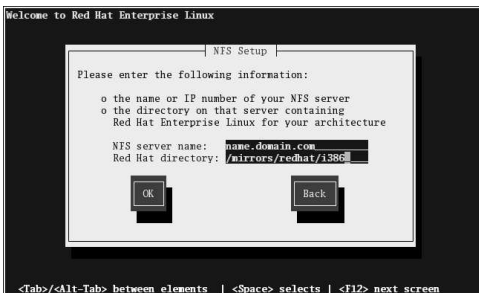 Welcome to Red Hat Enterprise Linux
NFS Setup
Please enter the following information:
o the name or IP number of your NFS server
o the directory on that server containing
Red Hat Enterprise Linux for your architecture
NFS server name: name.domain.com
Red Hat directory: /mirrors/redhat/i386
OK
Back
<Tab>/<Alt-Tab> between elements | <Space> selects | <F12> next screen